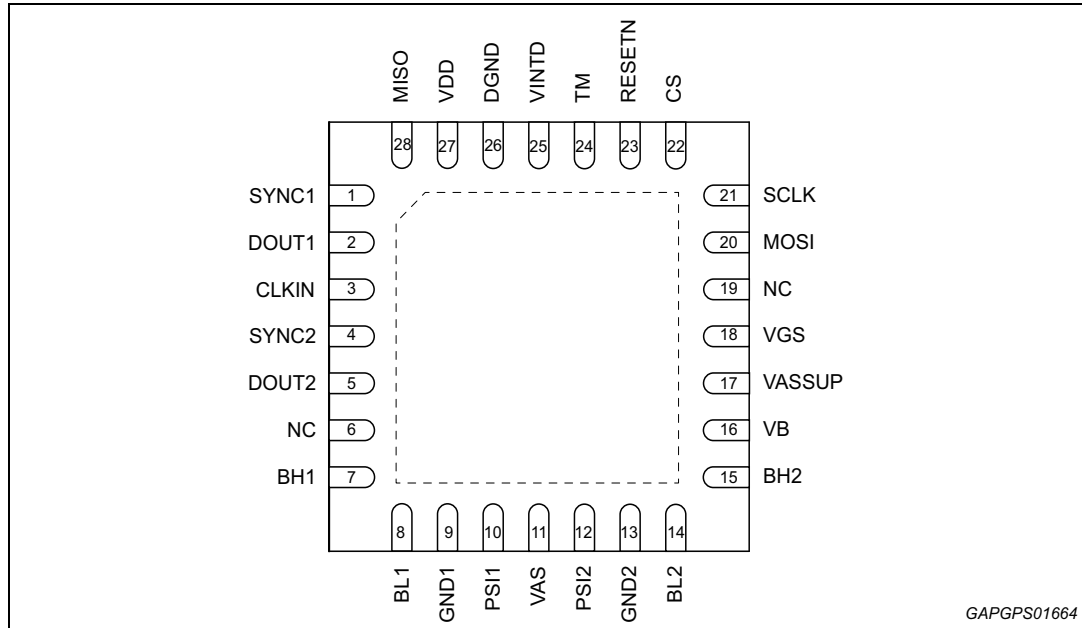 MISO
VDD
DGND
VINTD
TM
RESETN
CS
28 27 26 25 24 23 22
SYNC1 1
DOUT1 2
CLKIN 3
SYNC2 4
DOUT2 5
NC 6
BH1 7
21 SCLK
20 MOSI
19 NC
18 VGS
17 VASSUP
16 VB
15 BH2
8 9 10 11 12 13 14
BL1
GND1
PSI1
VAS
PSI2
GND2
BL2
GAPGPS01664